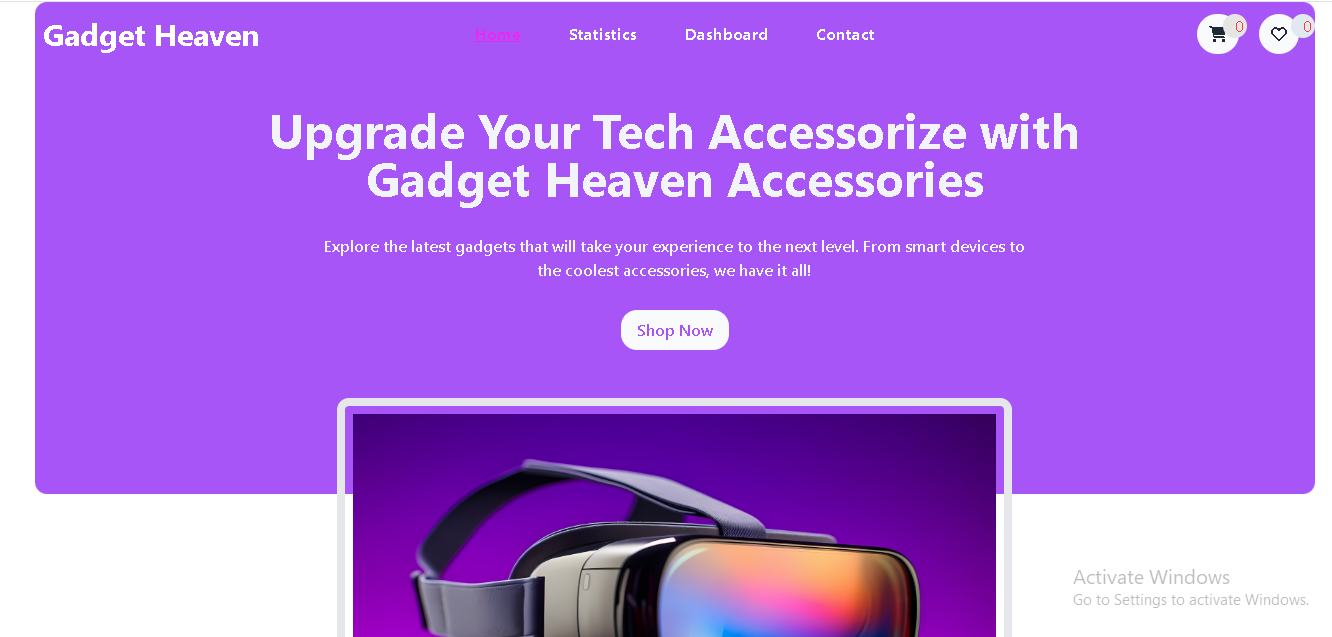 Gadget Heaven
Home
Statistics
Dashboard
Contact
0
0
Upgrade Your Tech Accessorize with
Gadget Heaven Accessories
Explore the latest gadgets that will take your experience to the next level. From smart devices to
the coolest accessories, we have it all!
Shop Now
Activate Windows
Go to Settings to activate Windows.